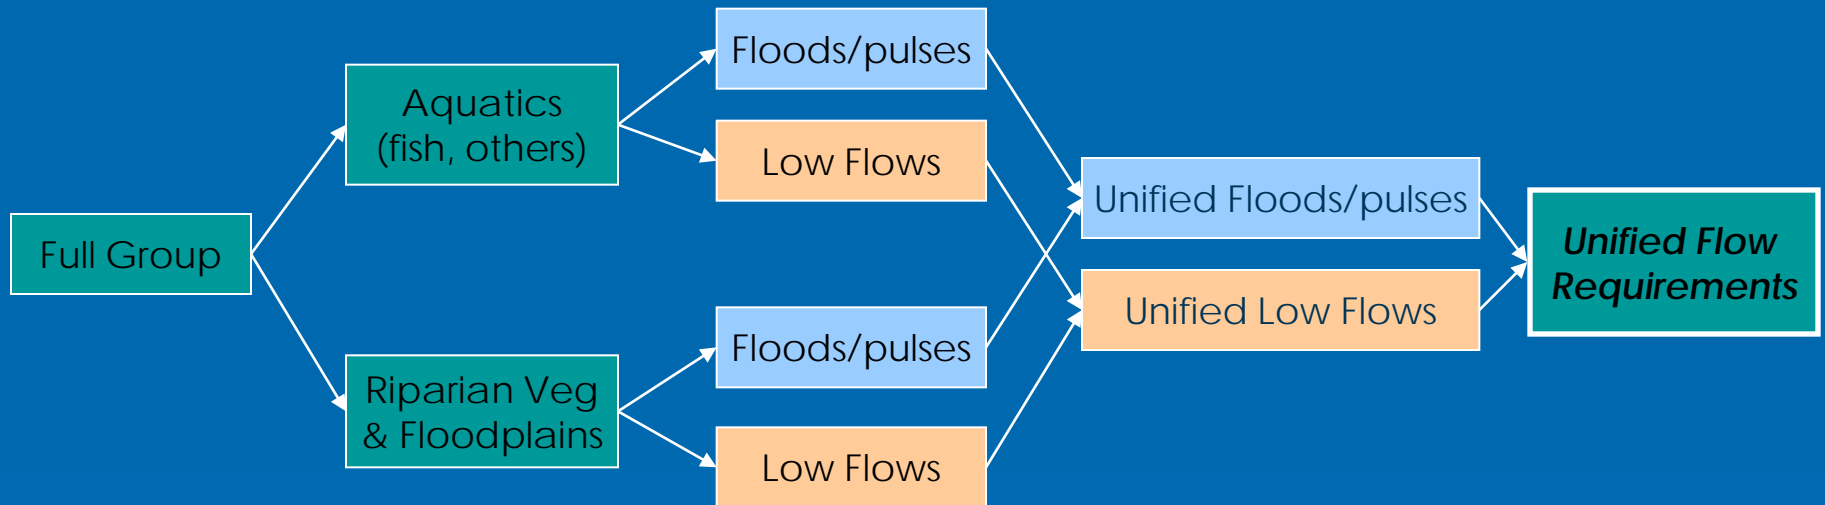 Full Group
Aquatics
(fish, others)
Riparian Veg
& Floodplains
Floods/pulses
Low Flows
Floods/pulses
Low Flows
Unified Floods/pulses
Unified Low Flows
Unified Flow
Requirements